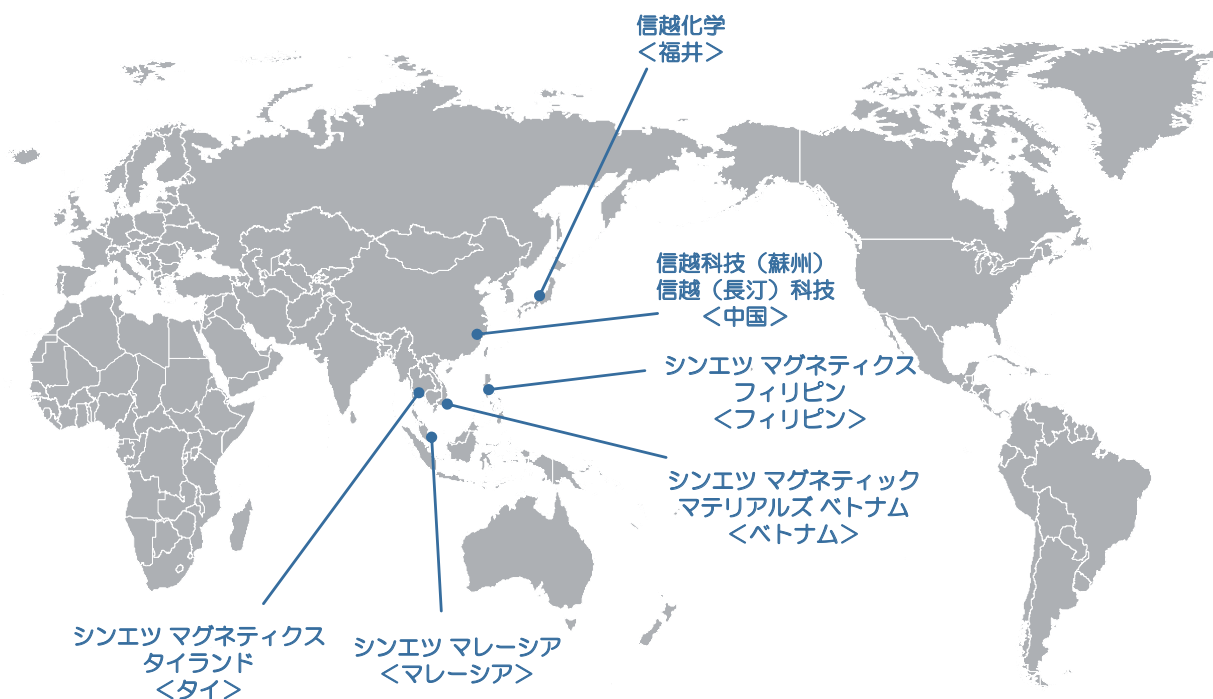 信越化学
＜福井＞
信越科技（蘇州）
信越（長汀）科技
＜中国＞
シンエツ マグネティクス
フィリピン
＜フィリピン＞
シンエツ マグネティック
マテリアルズ ベトナム
＜ベトナム＞
シンエツ マグネティクス
タイランド
＜タイ＞
シンエツ マレーシア
＜マレーシア＞